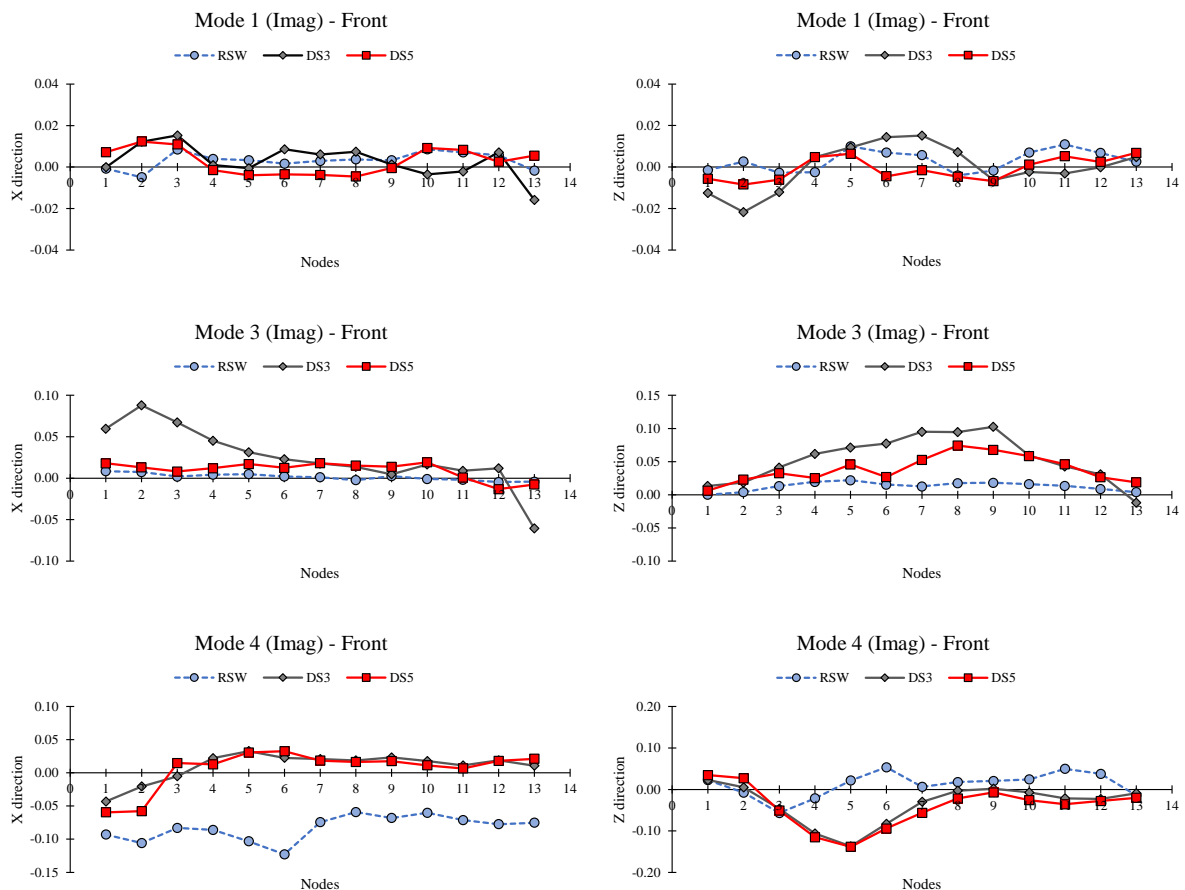 Mode 1 (Imag) - Front
RSW DS3 DS5
0.04
0.02
0.00
-0.02
-0.04
0 1 2 3 4 5 6 7 8 9 10 11 12 13 14
X direction
Nodes
Mode 1 (Imag) - Front
RSW DS3 DS5
0.04
0.02
0.00
-0.02
-0.04
0 1 2 3 4 5 6 7 8 9 10 11 12 13 14
Z direction
Nodes
Mode 3 (Imag) - Front
RSW DS3 DS5
0.10
0.05
0.00
-0.05
-0.10
0 1 2 3 4 5 6 7 8 9 10 11 12 13 14
X direction
Nodes
Mode 3 (Imag) - Front
RSW DS3 DS5
0.15
0.10
0.05
0.00
-0.05
-0.10
0 1 2 3 4 5 6 7 8 9 10 11 12 13 14
Z direction
Nodes
Mode 4 (Imag) - Front
RSW DS3 DS5
0.10
0.05
0.00
-0.05
-0.10
-0.15
0 1 2 3 4 5 6 7 8 9 10 11 12 13 14
X direction
Nodes
Mode 4 (Imag) - Front
RSW DS3 DS5
0.20
0.10
0.00
-0.10
-0.20
0 1 2 3 4 5 6 7 8 9 10 11 12 13 14
Z direction
Nodes